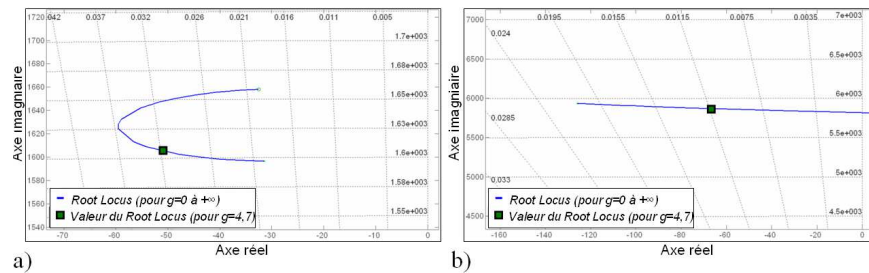 1720 0.042 0.037 0.032 0.026 0.021 0.016 0.011 0.005
1.7e+003
1700
1.68e+003
1680
1.65e+003
1660
1.63e+003
1640
1620
1.6e+003
1600
1.58e+003
1580
1560
1.55e+003
1540
Axe imagniaire
Root Locus (pour g=0 à +∞)
Valeur du Root Locus (pour g=4,7)
-70 -60 -50 -40 -30 -20 -10 0
Axe réel
a)
0.0195 0.0155 0.0115 0.0075 0.0035 7e+003
0.024
7000
6.5e+003
6500
6e+003
6000
5.5e+003
5500
0.0285
5e+003
5000
0.033
4500
4.5e+003
Axe imagniaire
Root Locus (pour g=0 à +∞)
Valeur du Root Locus (pour g=4,7)
-160 -140 -120 -100 -80 -60 -40 -20 0
Axe réel
b)